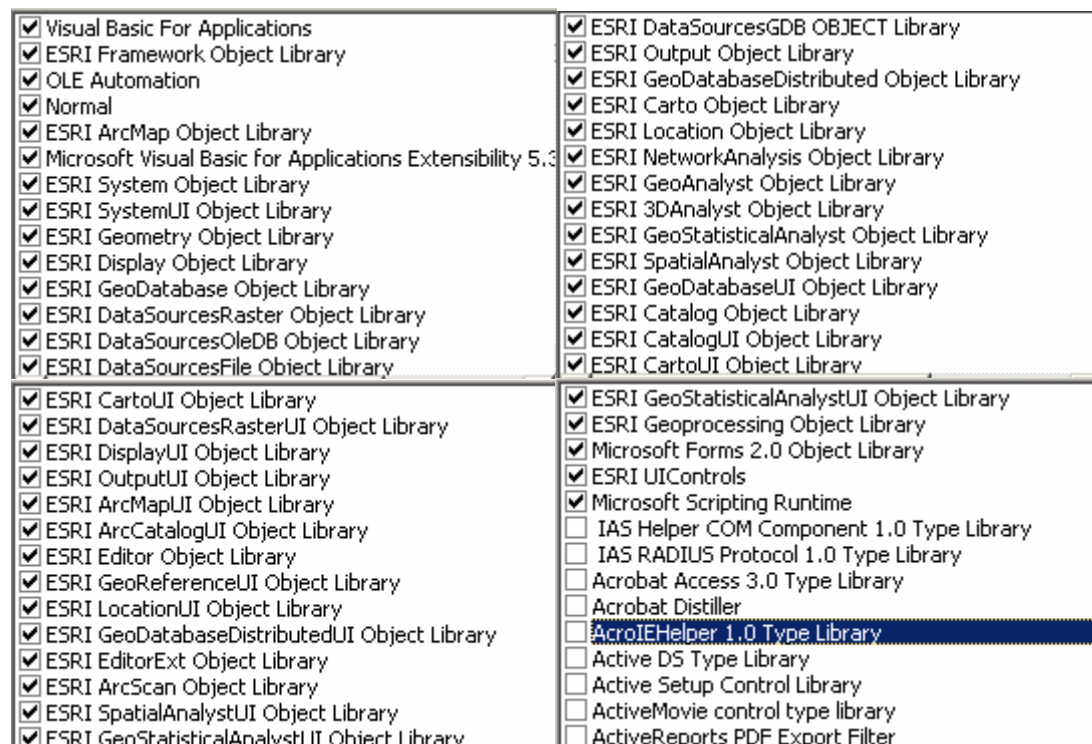 Visual Basic For Applications
ESRI Framework Object Library
OLE Automation
Normal
ESRI ArcMap Object Library
Microsoft Visual Basic for Applications Extensibility 5.3
ESRI System Object Library
ESRI SystemUI Object Library
ESRI Geometry Object Library
ESRI Display Object Library
ESRI GeoDatabase Object Library
ESRI DataSourcesRaster Object Library
ESRI DataSourcesOleDB Object Library
ESRI DataSourcesFile Object Library
ESRI DataSourcesGDB OBJECT Library
ESRI Output Object Library
ESRI GeoDatabaseDistributed Object Library
ESRI Carto Object Library
ESRI Location Object Library
ESRI NetworkAnalysis Object Library
ESRI GeoAnalyst Object Library
ESRI 3DAnalyst Object Library
ESRI GeoStatisticalAnalyst Object Library
ESRI SpatialAnalyst Object Library
ESRI GeoDatabaseUI Object Library
ESRI Catalog Object Library
ESRI CatalogUI Object Library
ESRI CartoUI Object Library
ESRI CartoUI Object Library
ESRI DataSourcesRasterUI Object Library
ESRI DisplayUI Object Library
ESRI OutputUI Object Library
ESRI ArcMapUI Object Library
ESRI ArcCatalogUI Object Library
ESRI Editor Object Library
ESRI GeoReferenceUI Object Library
ESRI LocationUI Object Library
ESRI GeoDatabaseDistributedUI Object Library
ESRI EditorExt Object Library
ESRI ArcScan Object Library
ESRI SpatialAnalystUI Object Library
ESRI GeoStatisticalAnalystUI Object Library
ESRI GeoStatisticalAnalystUI Object Library
ESRI Geoprocessing Object Library
Microsoft Forms 2.0 Object Library
ESRI UIControls
Microsoft Scripting Runtime
IAS Helper COM Component 1.0 Type Library
IAS RADIUS Protocol 1.0 Type Library
Acrobat Access 3.0 Type Library
Acrobat Distiller
AcroIEHelper 1.0 Type Library
Active DS Type Library
Active Setup Control Library
ActiveMovie control type library
ActiveReports PDF Export Filter